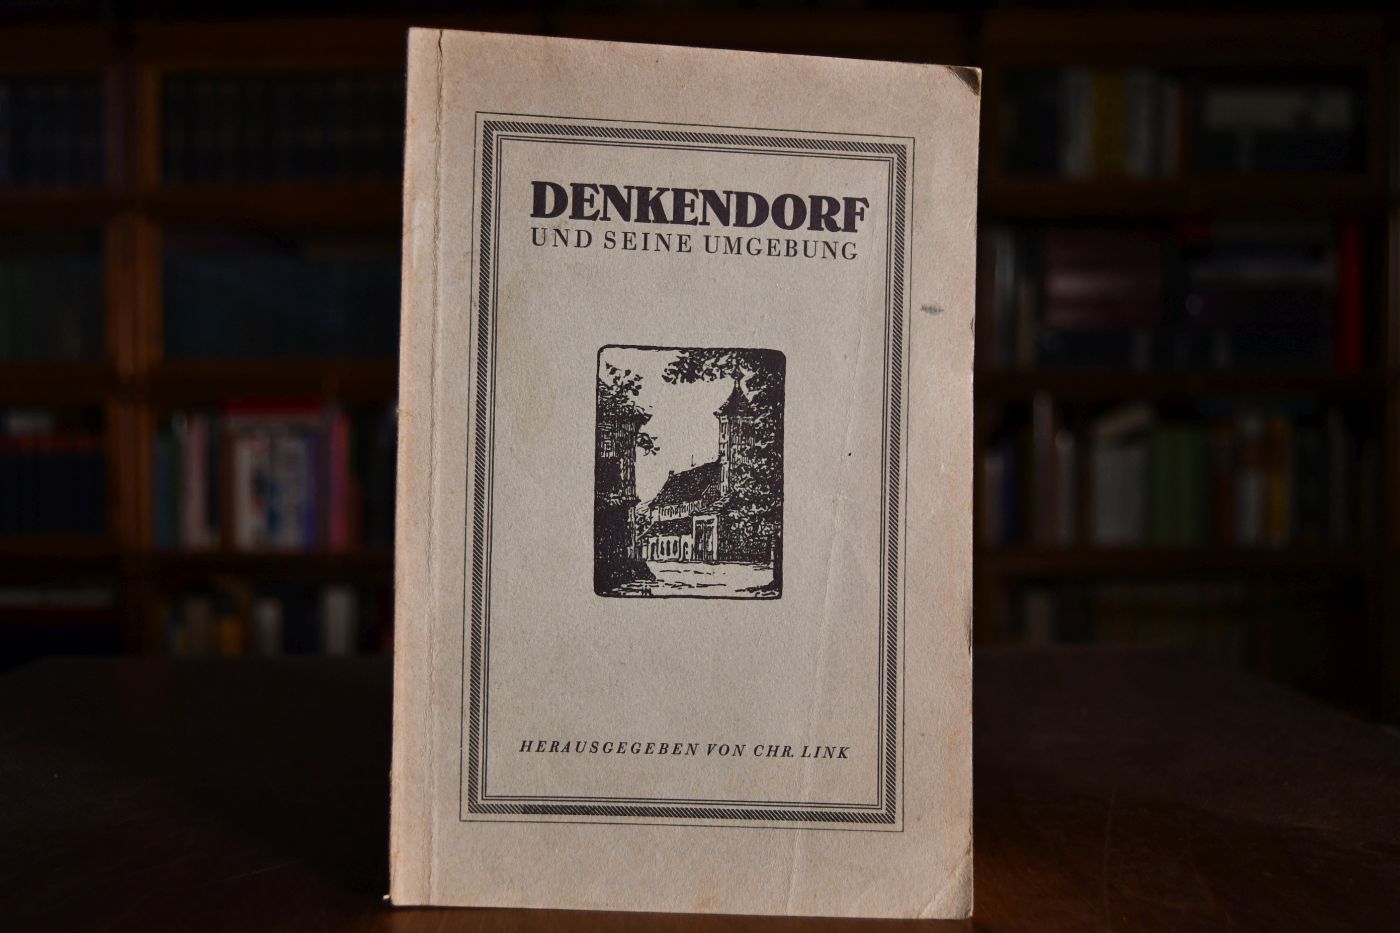 DENKENDORF
UND SEINE UMGEBUNG
HERAUSGEGEBEN VON CHR. LINK